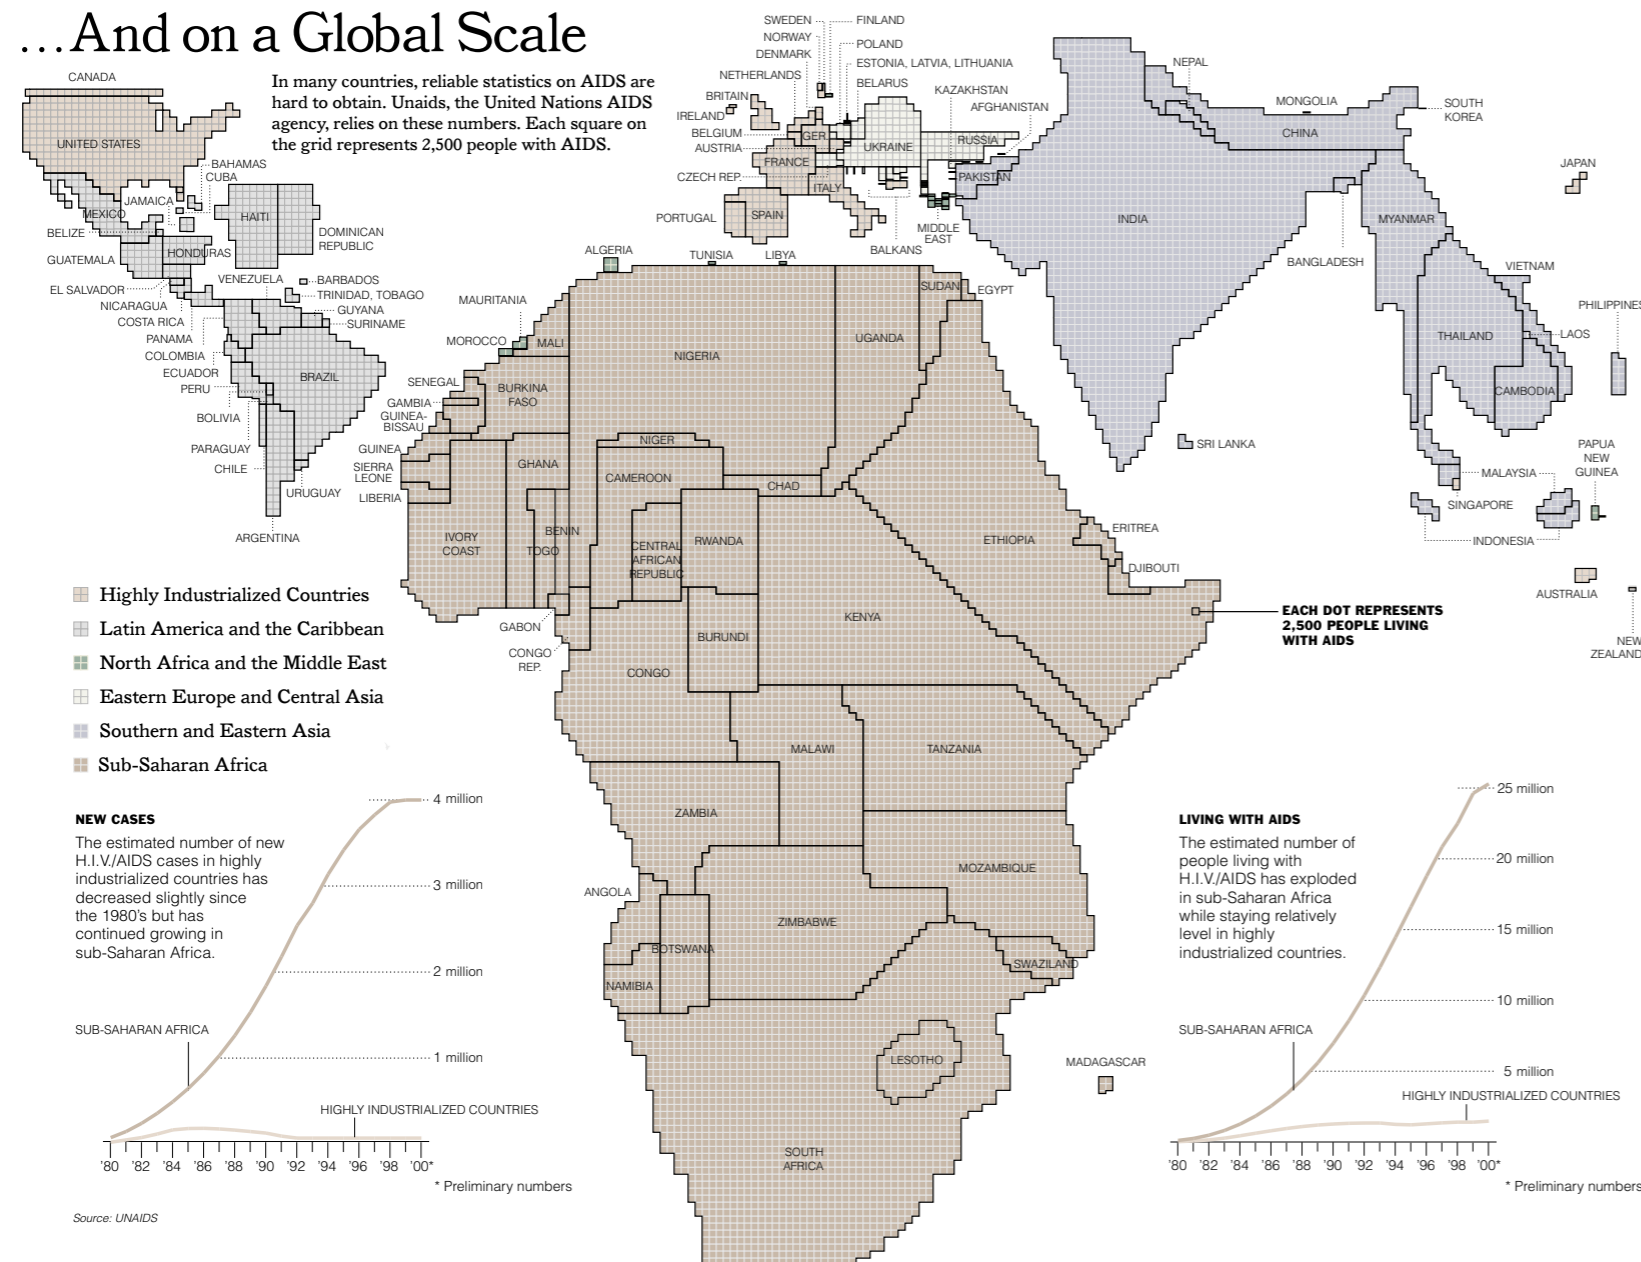 ...And on a Global Scale
In many countries, reliable statistics on AIDS are
hard to obtain. Unaids, the United Nations AIDS
agency, relies on these numbers. Each square on
the grid represents 2,500 people with AIDS.
CANADA
UNITED STATES
BAHAMAS
CUBA
JAMAICA
MEXICO
HAITI
BELIZE
DOMINICAN
REPUBLIC
GUATEMALA
HONDURAS
VENEZUELA
BARBADOS
EL SALVADOR
TRINIDAD, TOBAGO
NICARAGUA
GUYANA
COSTA RICA
SURINAME
PANAMA
COLOMBIA
ECUADOR
BRAZIL
PERU
BOLIVIA
PARAGUAY
CHILE
URUGUAY
ARGENTINA
SWEDEN
FINLAND
NORWAY
POLAND
DENMARK
ESTONIA, LATVIA, LITHUANIA
NETHERLANDS
BELARUS
KAZAKHSTAN
BRITAIN
AFGHANISTAN
IRELAND
BELGIUM
GER.
RUSSIA
AUSTRIA
UKRAINE
FRANCE
CZECH REP.
ITALY
PAKISTAN
PORTUGAL
SPAIN
MIDDLE
EAST
BALKANS
NEPAL
MONGOLIA
SOUTH
KOREA
CHINA
JAPAN
INDIA
MYANMAR
BANGLADESH
VIETNAM
PHILIPPINES
THAILAND
LAOS
CAMBODIA
SRI LANKA
PAPUA
NEW
GUINEA
MALAYSIA
SINGAPORE
INDONESIA
AUSTRALIA
NEW
ZEALAND
ALGERIA
TUNISIA
LIBYA
SUDAN
EGYPT
MAURITANIA
MOROCCO
MALI
NIGERIA
UGANDA
SENEGAL
BURKINA
FASO
GAMBIA
GUINEA-
BISSAU
GUINEA
NIGER
SIERRA
LEONE
GHANA
CAMEROON
CHAD
LIBERIA
IVORY
COAST
BENIN
TOGO
CENTRAL
AFRICAN
REPUBLIC
RWANDA
ETHIOPIA
ERITREA
DJIBOUTI
GABON
CONGO
REP.
BURUNDI
KENYA
CONGO
MALAWI
TANZANIA
ZAMBIA
MOZAMBIQUE
ANGOLA
ZIMBABWE
BOTSWANA
SWAZILAND
NAMIBIA
LESOTHO
MADAGASCAR
SOUTH
AFRICA
EACH DOT REPRESENTS
2,500 PEOPLE LIVING
WITH AIDS
Highly Industrialized Countries
Latin America and the Caribbean
North Africa and the Middle East
Eastern Europe and Central Asia
Southern and Eastern Asia
Sub-Saharan Africa
NEW CASES
The estimated number of new
H.I.V./AIDS cases in highly
industrialized countries has
decreased slightly since
the 1980's but has
continued growing in
sub-Saharan Africa.
4 million
3 million
2 million
1 million
SUB-SAHARAN AFRICA
HIGHLY INDUSTRIALIZED COUNTRIES
'80 '82 '84 '86 '88 '90 '92 '94 '96 '98 '00*
* Preliminary numbers
Source: UNAIDS
LIVING WITH AIDS
The estimated number of
people living with
H.I.V./AIDS has exploded
in sub-Saharan Africa
while staying relatively
level in highly
industrialized countries.
25 million
20 million
15 million
10 million
5 million
SUB-SAHARAN AFRICA
HIGHLY INDUSTRIALIZED COUNTRIES
'80 '82 '84 '86 '88 '90 '92 '94 '96 '98 '00*
* Preliminary numbers